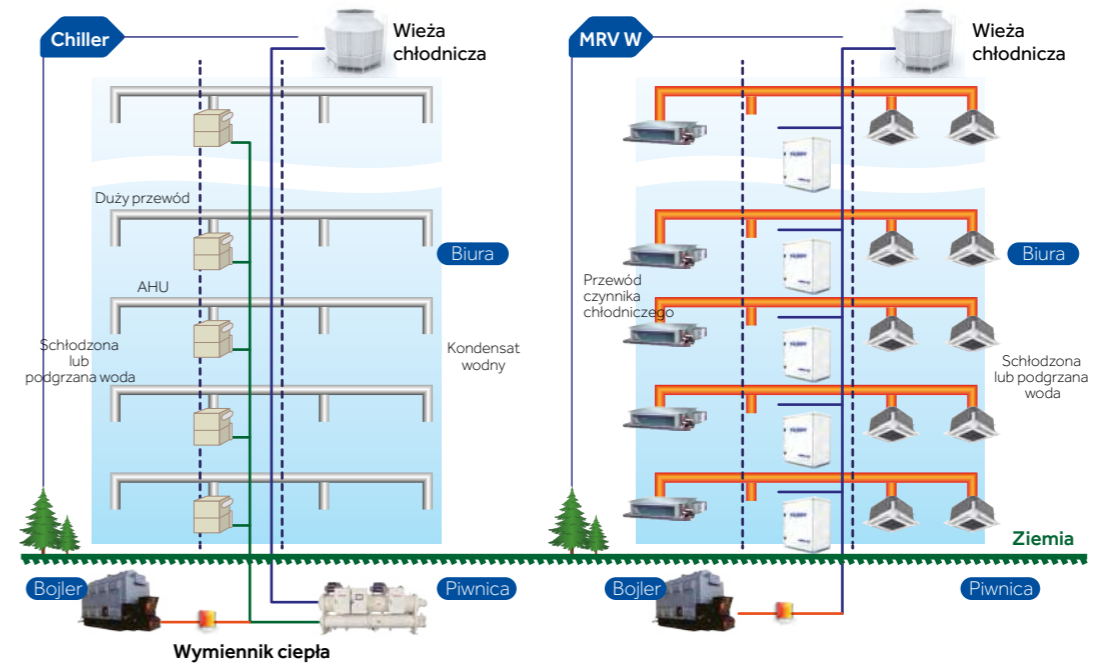 Chiller
Wieża
chłodnicza
Duży przewód
Biura
AHU
Schłodzona
lub
podgrzana woda
Kondensat
wodny
Bojler
Piwnica
Wymiennik ciepła
MRV W
Wieża
chłodnicza
Biura
Przewód
czynnika
chłodniczego
Schłodzona
lub podgrzana
woda
Ziemia
Bojler
Piwnica